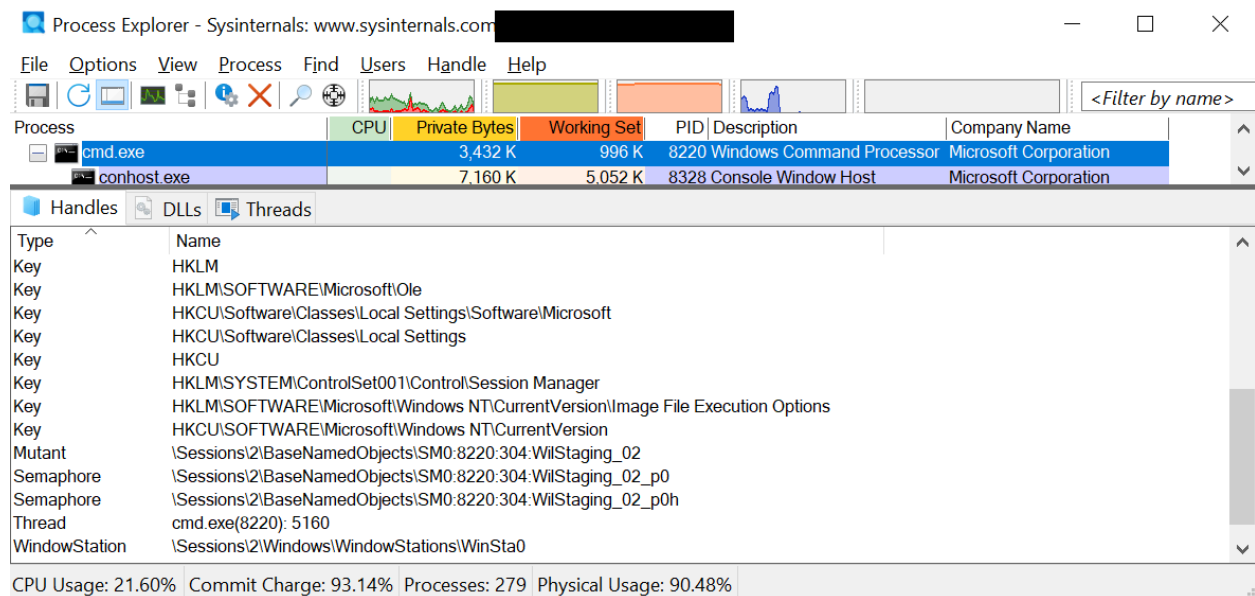 Process Explorer - Sysinternals: www.sysinternals.com
File Options View Process Find Users Handle Help
<Filter by name>
Process CPU Private Bytes Working Set PID Description Company Name
cmd.exe 3,432 K 996 K 8220 Windows Command Processor Microsoft Corporation
conhost.exe 7,160 K 5,052 K 8328 Console Window Host Microsoft Corporation
Handles DLLs Threads
Type Name
Key HKLM
Key HKLM\SOFTWARE\Microsoft\Ole
Key HKCU\Software\Classes\Local Settings\Software\Microsoft
Key HKCU\Software\Classes\Local Settings
Key HKCU
Key HKLM\SYSTEM\ControlSet001\Control\Session Manager
Key HKLM\SOFTWARE\Microsoft\Windows NT\CurrentVersion\Image File Execution Options
Key HKCU\SOFTWARE\Microsoft\Windows NT\CurrentVersion
Mutant \Sessions\2\BaseNamedObjects\SM0:8220:304:WilStaging_02
Semaphore \Sessions\2\BaseNamedObjects\SM0:8220:304:WilStaging_02_p0
Semaphore \Sessions\2\BaseNamedObjects\SM0:8220:304:WilStaging_02_p0h
Thread cmd.exe(8220): 5160
WindowStation \Sessions\2\Windows\WindowStations\WinSta0
CPU Usage: 21.60% Commit Charge: 93.14% Processes: 279 Physical Usage: 90.48%